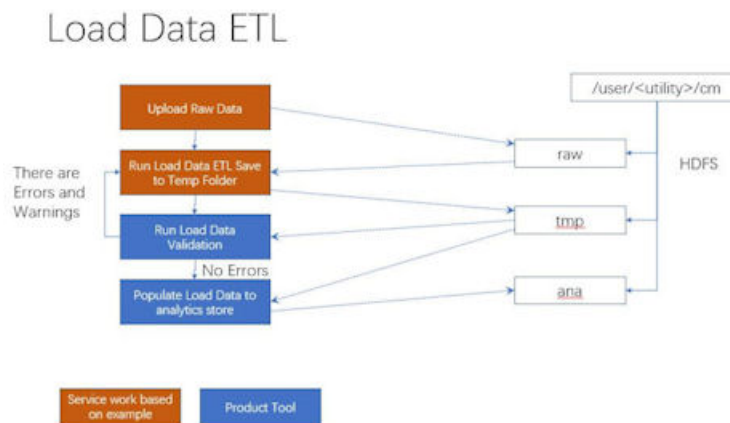 Load Data ETL
Upload Raw Data
Run Load Data ETL Save
to Temp Folder
There are
Errors and
Warnings
Run Load Data
Validation
No Errors
Populate Load Data to
analytics store
/user/<utility>/cm
raw
HDFS
tmp
ana
Service work based
on example
Product Tool